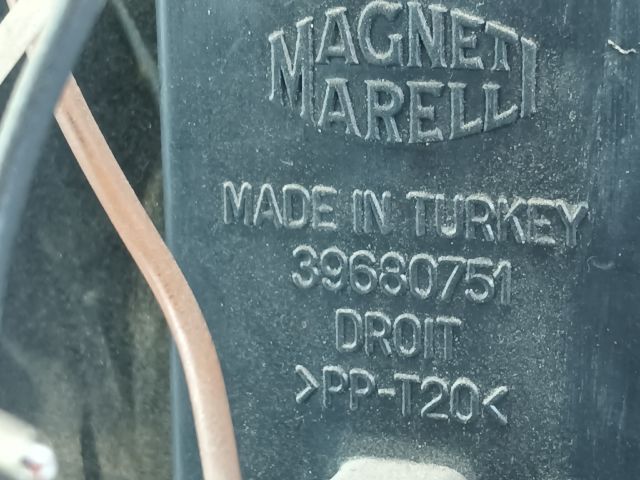 MAGNETI
MARELLI
MADE IN TURKEY
39680751
DROIT
>PP-T20<